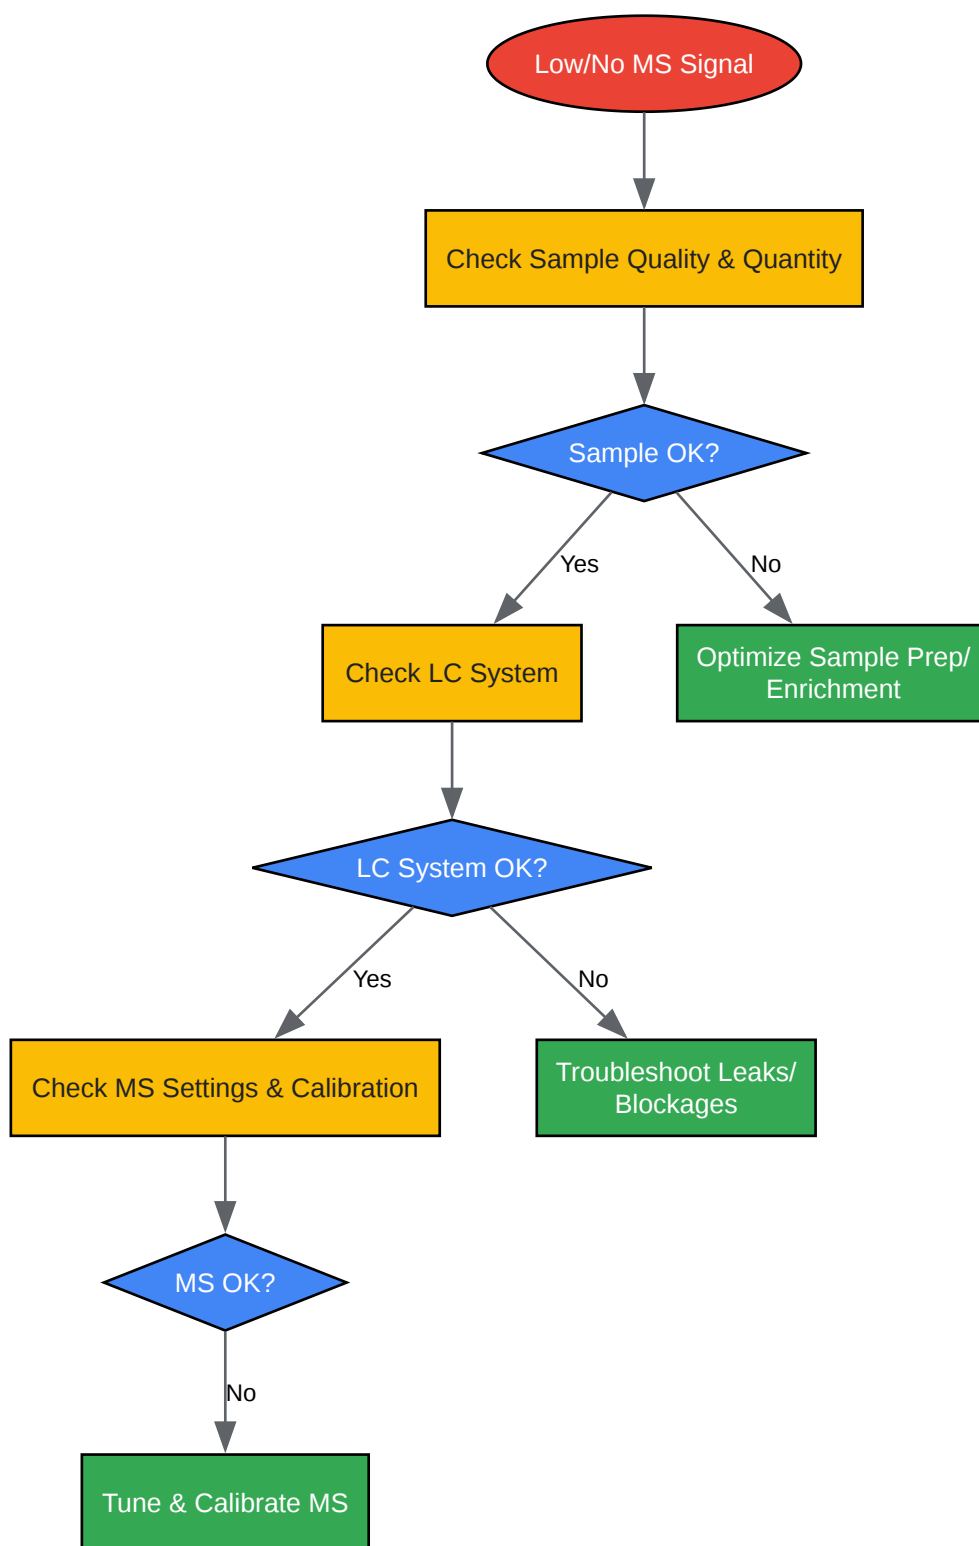 Low/No MS Signal
Check Sample Quality & Quantity
Sample OK?
Yes
No
Check LC System
Optimize Sample Prep/
Enrichment
LC System OK?
Yes
No
Check MS Settings & Calibration
Troubleshoot Leaks/
Blockages
MS OK?
No
Tune & Calibrate MS